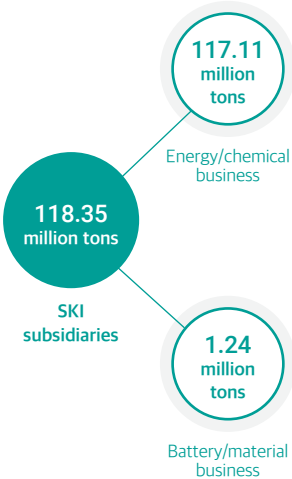 117.11
million
tons
Energy/chemical
business
118.35
million tons
SKI
subsidiaries
1.24
million
tons
Battery/material
business